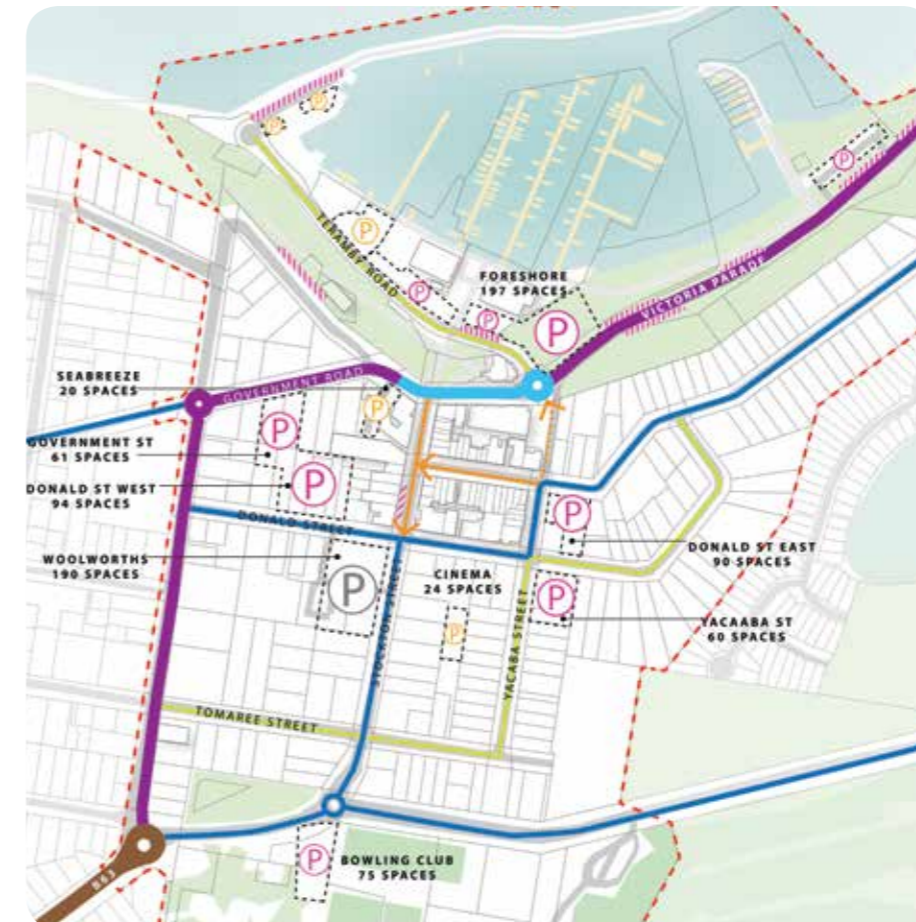 P
P
P
TERAMBY ROAD
P
P
P
FORESHORE
197 SPACES
P
VICTORIA PARADE
SEABREEZE
20 SPACES
GOVERNMENT ROAD
P
GOVERNMENT ST
61 SPACES
P
DONALD ST WEST
94 SPACES
P
DONALD STREET
WOOLWORTHS
190 SPACES
P
STOCKTON STREET
CINEMA
24 SPACES
P
P
DONALD ST EAST
90 SPACES
P
YACAABA ST
60 SPACES
YACABA STREET
TOMAREE STREET
B63
P
BOWLING CLUB
75 SPACES